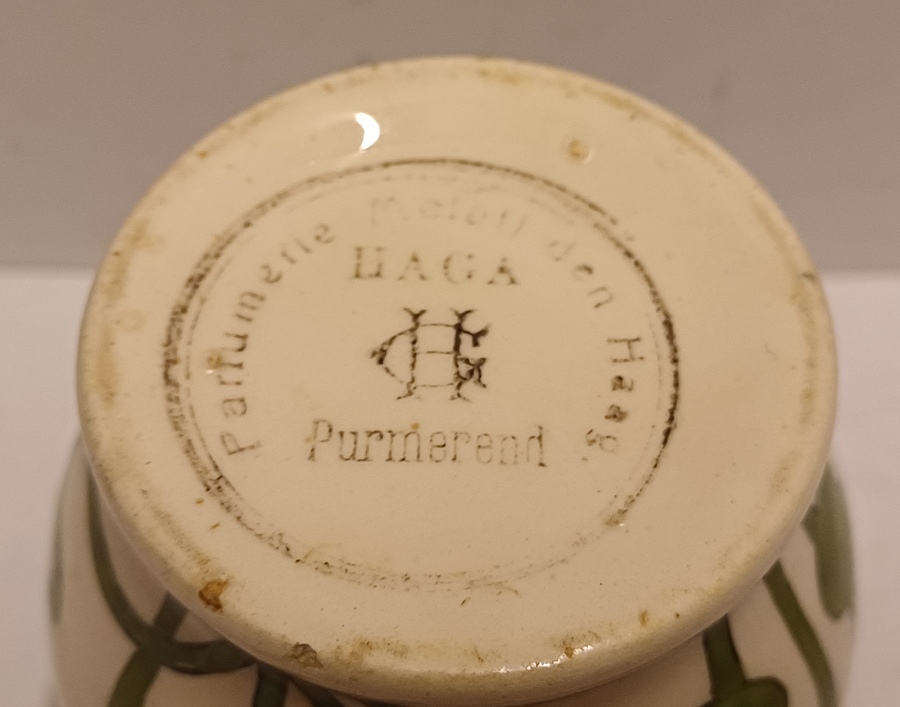 Parfumerie den Haag
HAGA
Purmerend